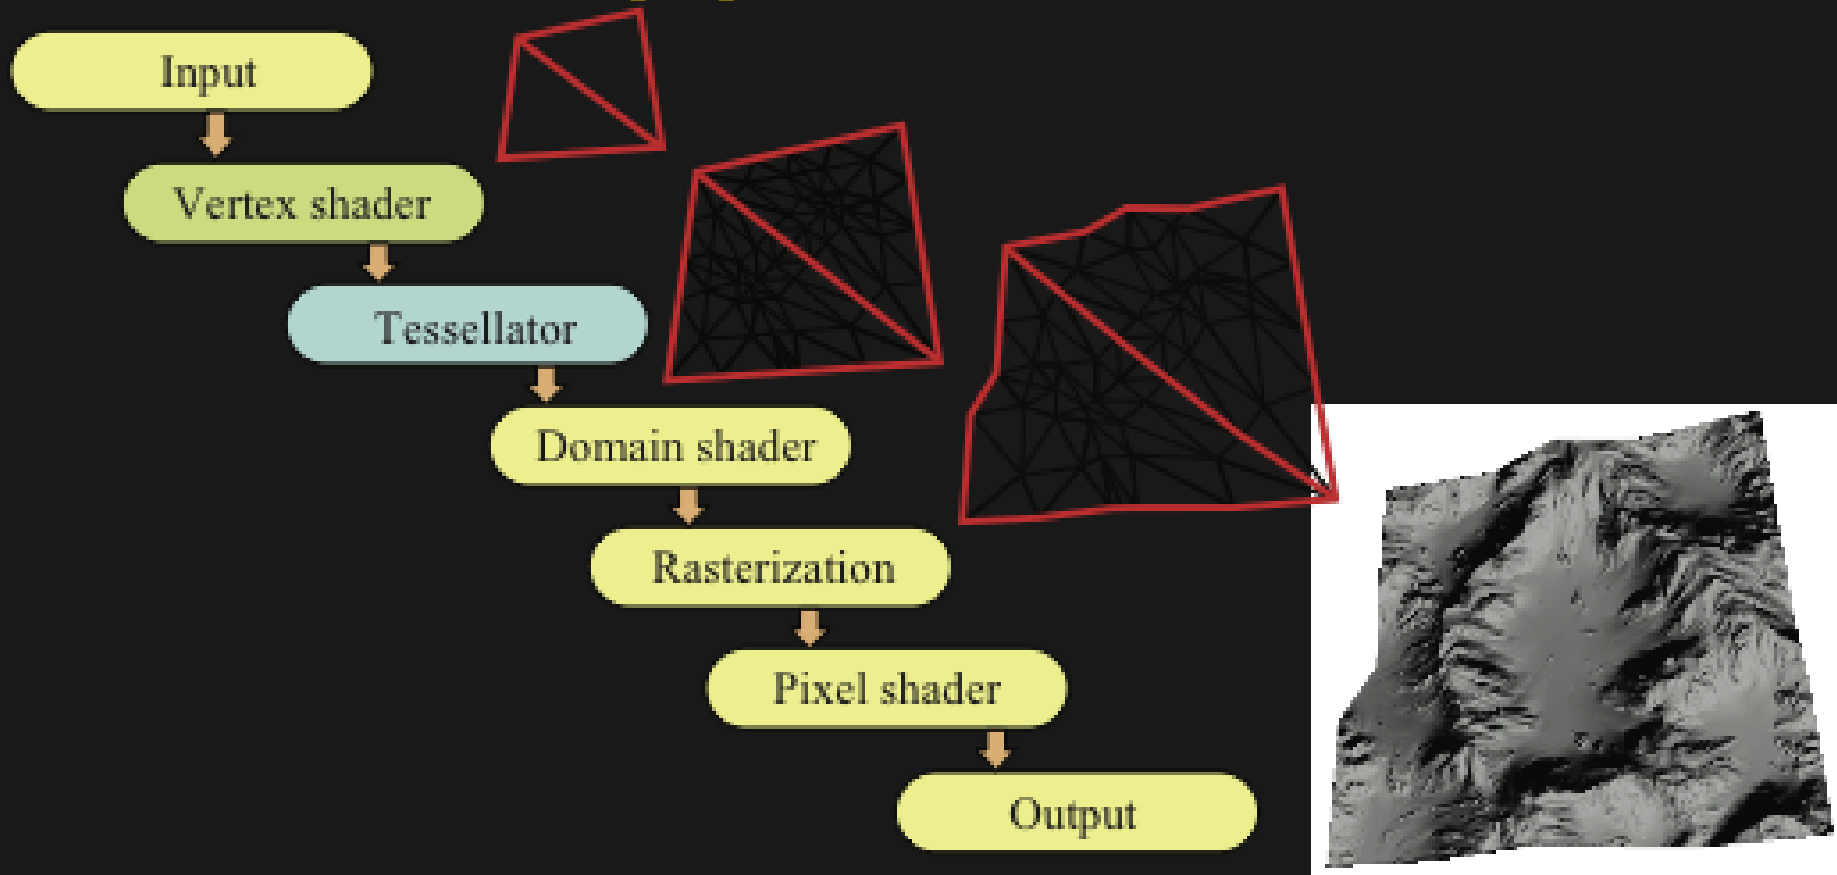 Input
Vertex shader
Tessellator
Domain shader
Rasterization
Pixel shader
Output